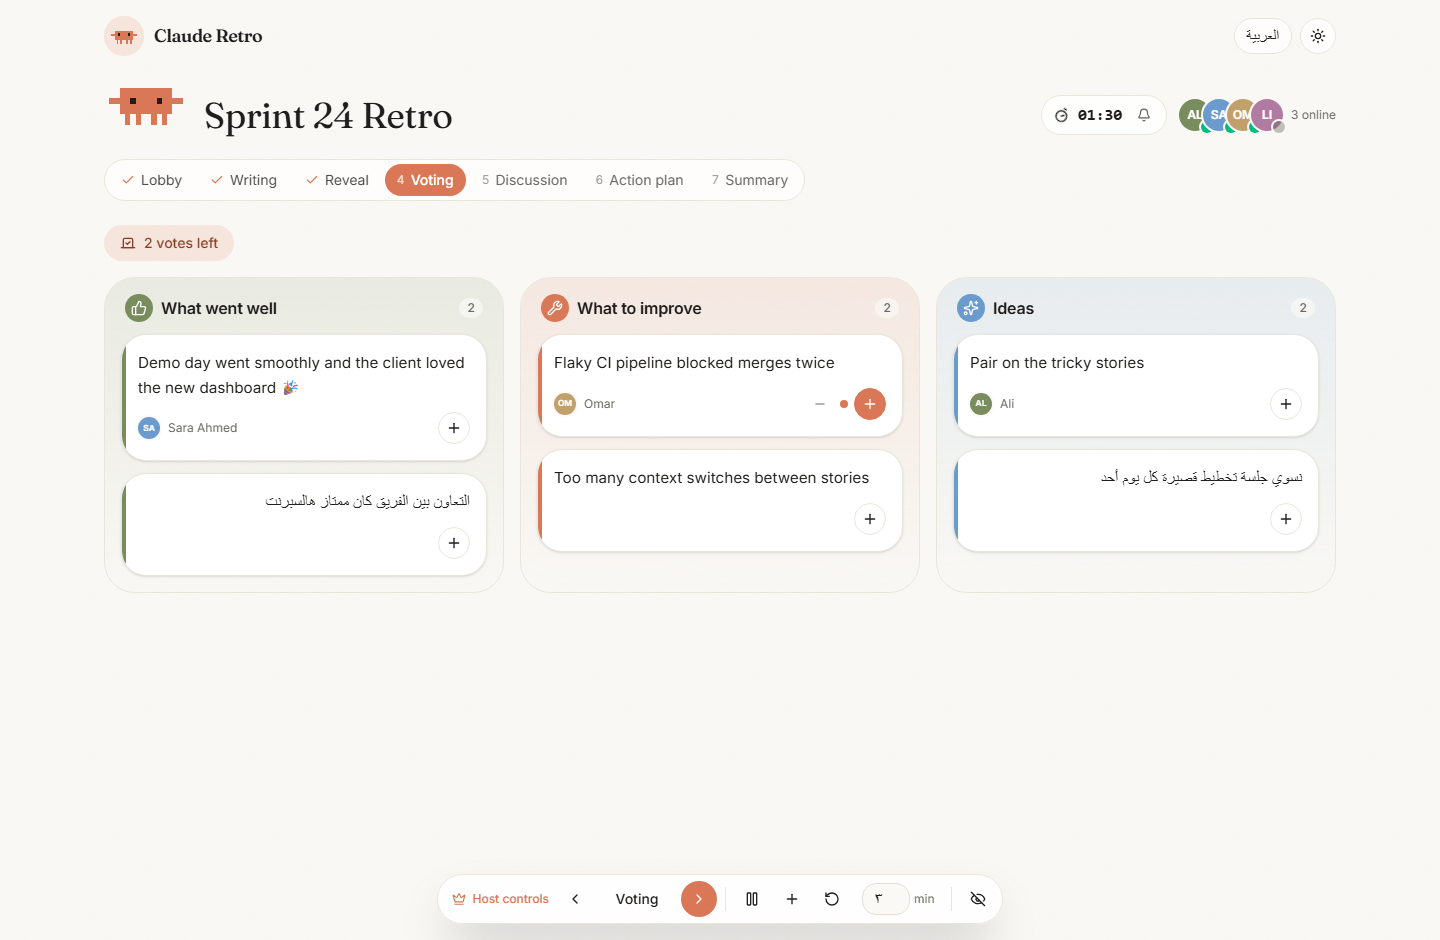 Claude Retro
العربية
Sprint 24 Retro
01:30
AL SA OM LI 3 online
Lobby Writing Reveal 4 Voting 5 Discussion 6 Action plan 7 Summary
2 votes left
What went well 2
Demo day went smoothly and the client loved
the new dashboard 🎉
SA Sara Ahmed
التعاون بين الفريق كان ممتاز هالسبرنت
What to improve 2
Flaky CI pipeline blocked merges twice
OM Omar
Too many context switches between stories
Ideas 2
Pair on the tricky stories
AL Ali
نسوي جلسة تخطيط قصيرة كل يوم أحد
Host controls Voting ٣ min